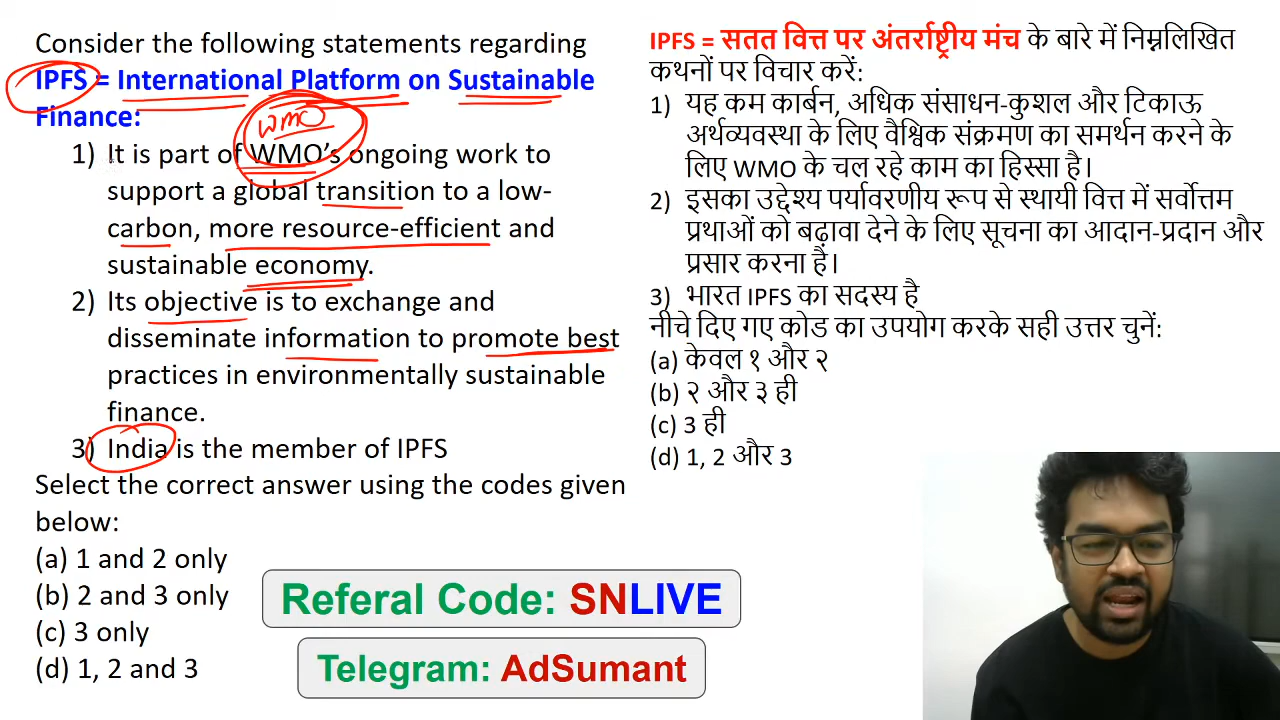 Consider the following statements regarding
IPFS = International Platform on Sustainable
Finance:
WMO
1) It is part of WMO's ongoing work to
support a global transition to a low-
carbon, more resource-efficient and
sustainable economy.
2) Its objective is to exchange and
disseminate information to promote best
practices in environmentally sustainable
finance.
3) India is the member of IPFS
Select the correct answer using the codes given
below:
(a) 1 and 2 only
(b) 2 and 3 only
(c) 3 only
(d) 1, 2 and 3
IPFS = सतत वित्त पर अंतर्राष्ट्रीय मंच के बारे में निम्नलिखित
कथनों पर विचार करें:
1) यह कम कार्बन, अधिक संसाधन-कुशल और टिकाऊ
अर्थव्यवस्था के लिए वैश्विक संक्रमण का समर्थन करने के
लिए WMO के चल रहे काम का हिस्सा है।
2) इसका उद्देश्य पर्यावरणीय रूप से स्थायी वित्त में सर्वोत्तम
प्रथाओं को बढ़ावा देने के लिए सूचना का आदान-प्रदान और
प्रसार करना है।
3) भारत IPFS का सदस्य है
नीचे दिए गए कोड का उपयोग करके सही उत्तर चुनें:
(a) केवल १ और २
(b) २ और ३ ही
(c) 3 ही
(d) 1, 2 और 3
Referal Code: SNLIVE
Telegram: AdSumant